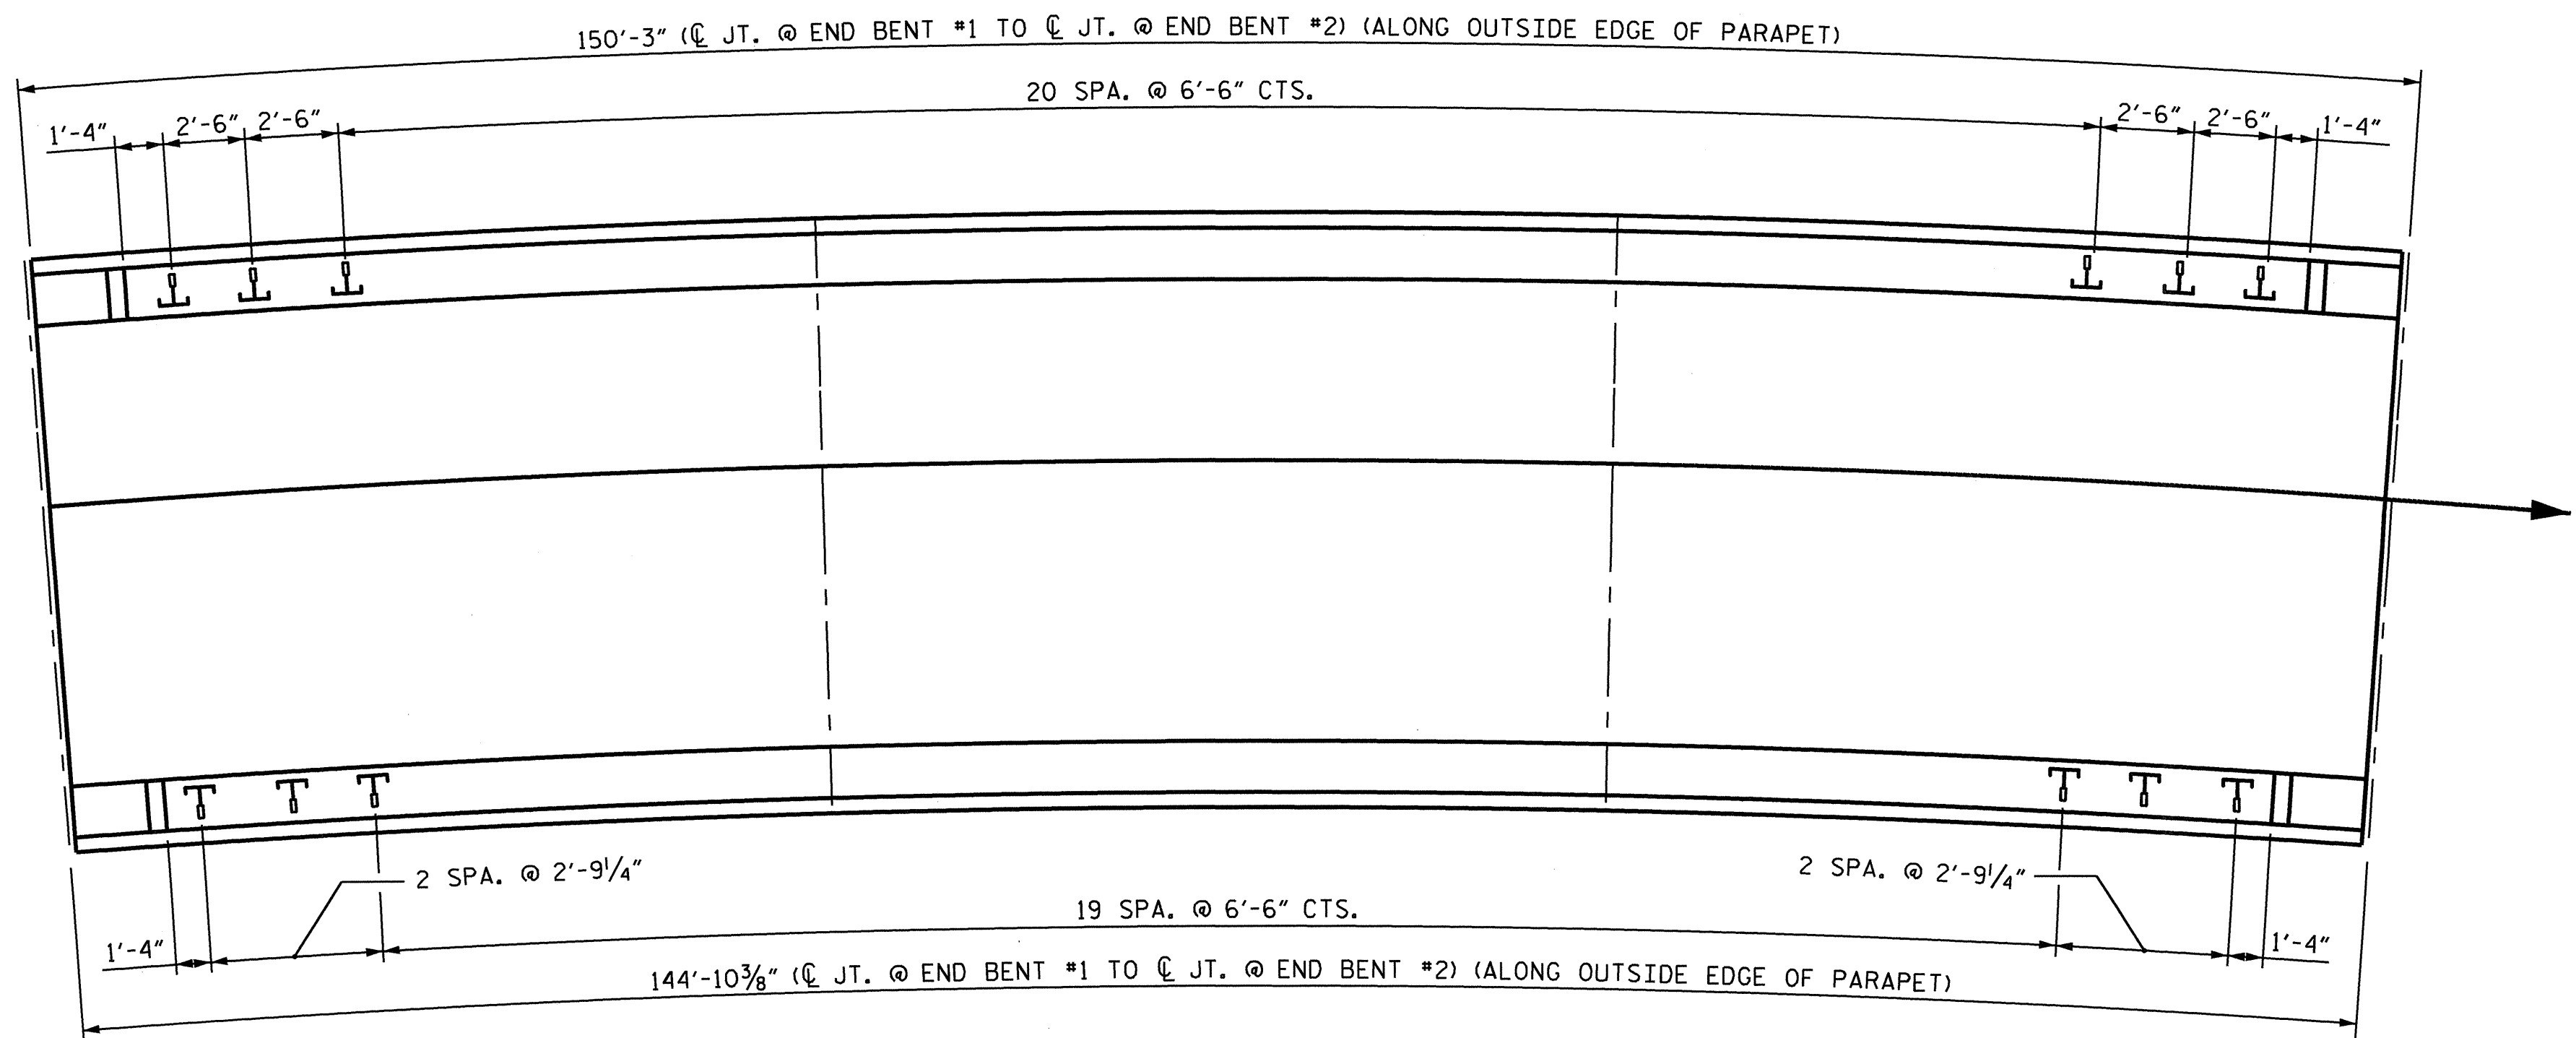 150'-3" (℄ JT. @ END BENT #1 TO ℄ JT. @ END BENT #2) (ALONG OUTSIDE EDGE OF PARAPET)
20 SPA. @ 6'-6" CTS.
1'-4" 2'-6" 2'-6" 2'-6" 2'-6" 1'-4"
2 SPA. @ 2'-9¼" 2 SPA. @ 2'-9¼"
19 SPA. @ 6'-6" CTS.
1'-4" 1'-4"
144'-10⅜" (℄ JT. @ END BENT #1 TO ℄ JT. @ END BENT #2) (ALONG OUTSIDE EDGE OF PARAPET)